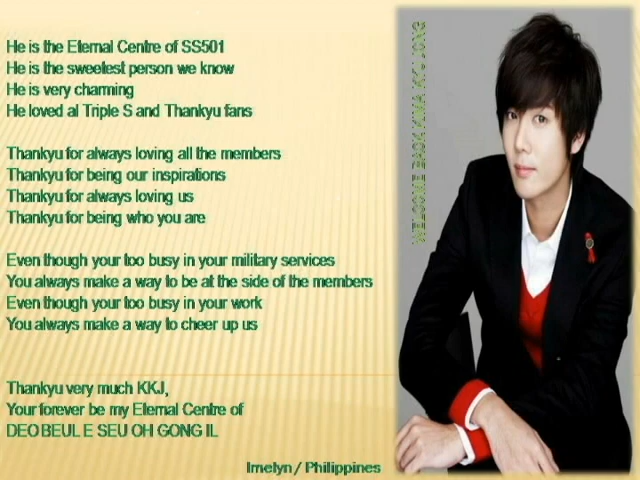 He is the Eternal Centre of SS501
He is the sweetest person we know
He is very charming
He loved al Triple S and Thankyu fans
Thankyu for always loving all the members
Thankyu for being our inspirations
Thankyu for always loving us
Thankyu for being who you are
Even though your too busy in your military services
You always make a way to be at the side of the members
Even though your too busy in your work
You always make a way to cheer up us
Thankyu very much KKJ,
Your forever be my Eternal Centre of
DEO BEUL E SEU OH GONG IL
Imelyn / Philippines
WELCOME BACK KIM KYU JONG